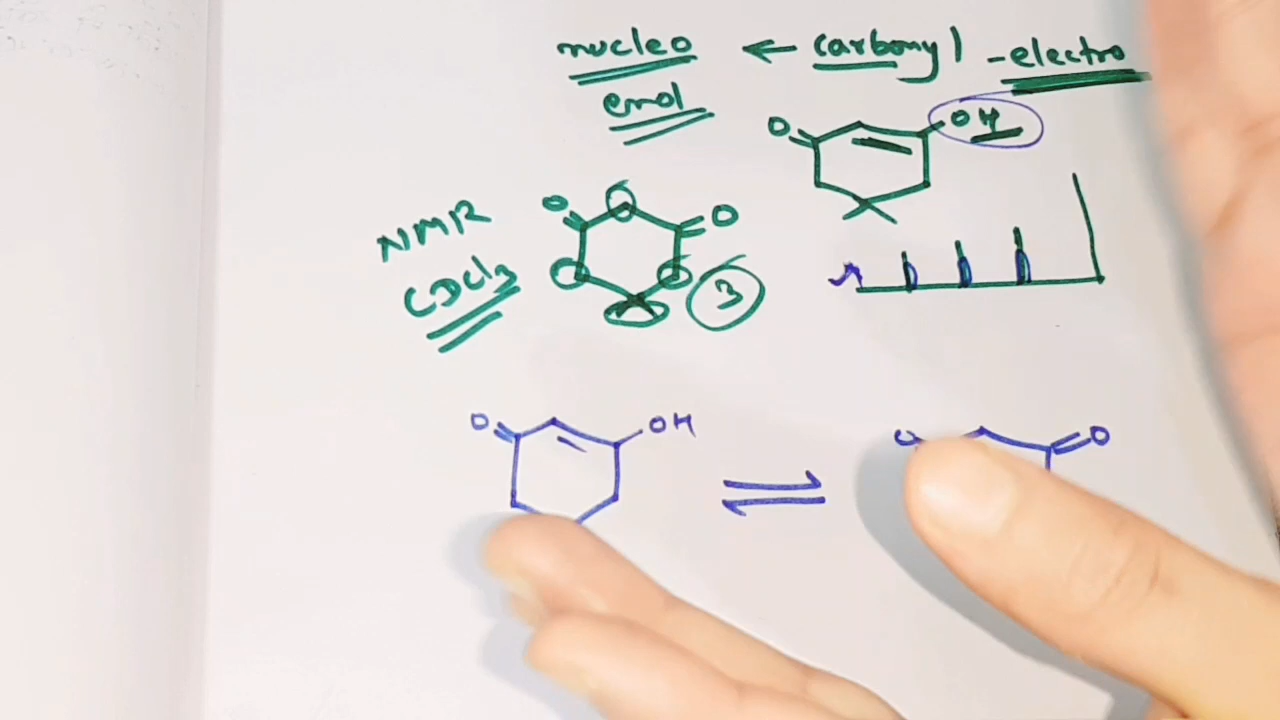 nucleo ← carbonyl - electro
enol
O OH
NMR
CDCl3
O O
3
O OH
⇌
O O